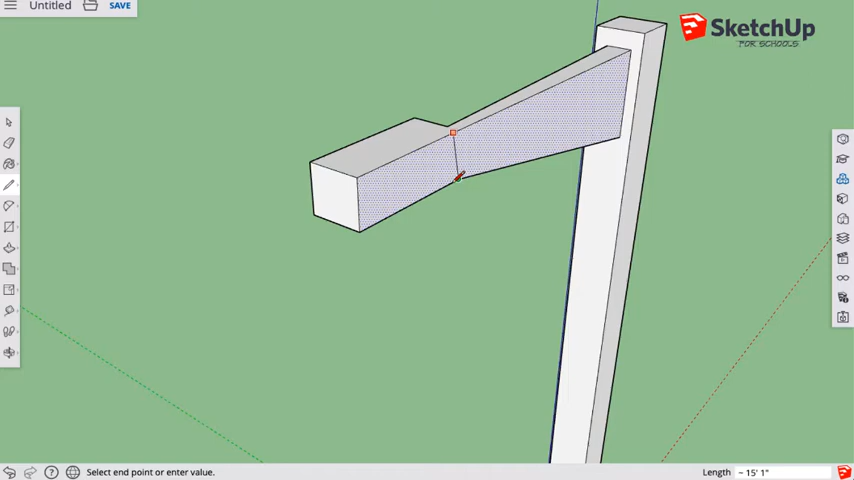 Untitled
SAVE
SketchUp
FOR SCHOOLS
Select end point or enter value.
Length
~ 15' 1"